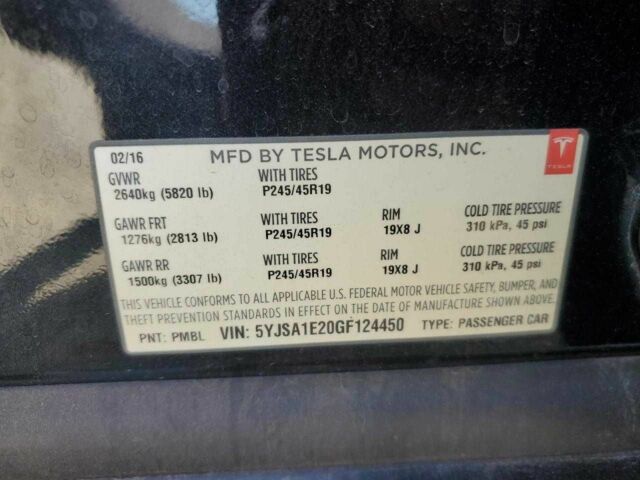 02/16 MFD BY TESLA MOTORS, INC.
TESLA
GVWR WITH TIRES
2640kg (5820 lb) P245/45R19
GAWR FRT WITH TIRES RIM COLD TIRE PRESSURE
1276kg (2813 lb) P245/45R19 19X8 J 310 kPa, 45 psi
GAWR RR WITH TIRES RIM COLD TIRE PRESSURE
1500kg (3307 lb) P245/45R19 19X8 J 310 kPa, 45 psi
THIS VEHICLE CONFORMS TO ALL APPLICABLE U.S. FEDERAL MOTOR VEHICLE SAFETY, BUMPER, AND
THEFT PREVENTION STANDARDS IN EFFECT ON THE DATE OF MANUFACTURE SHOWN ABOVE.
PNT: PMBL VIN: 5YJSA1E20GF124450 TYPE: PASSENGER CAR